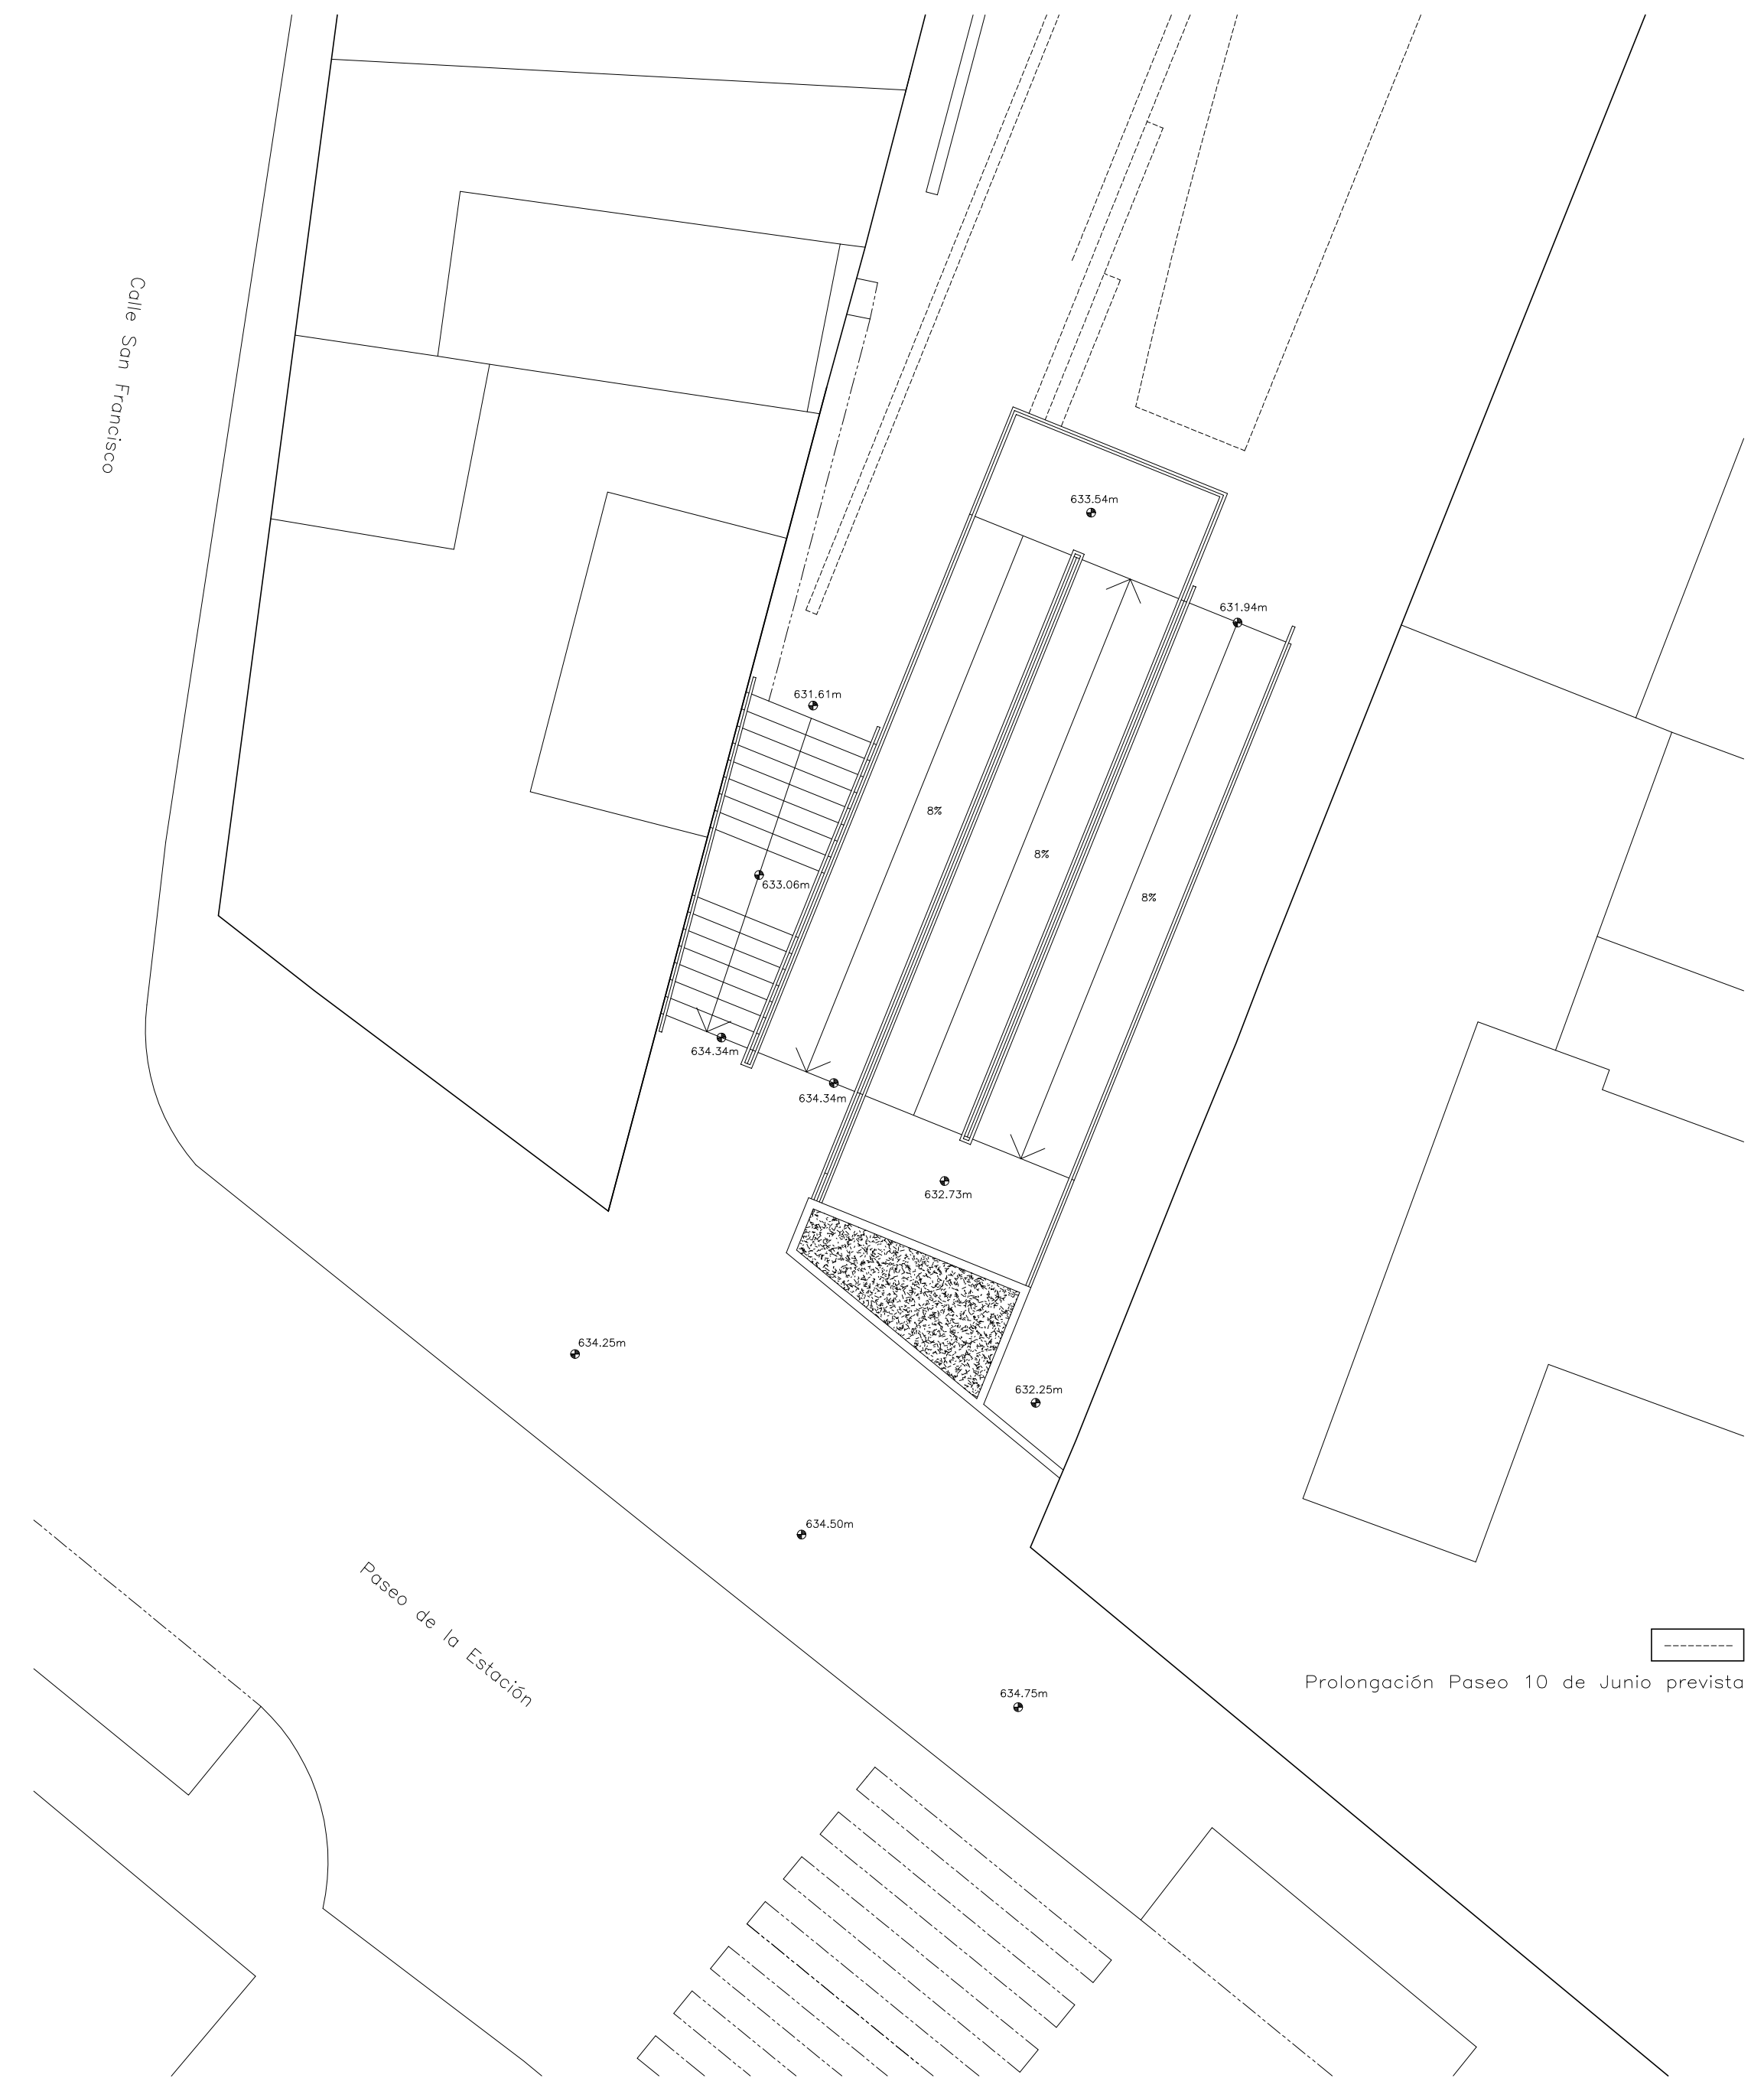 Calle San Francisco
633.54m
631.94m
631.61m
8%
8%
633.06m
8%
634.34m
634.34m
632.73m
634.25m
632.25m
634.50m
Paseo de la Estación
Prolongación Paseo 10 de Junio prevista
634.75m